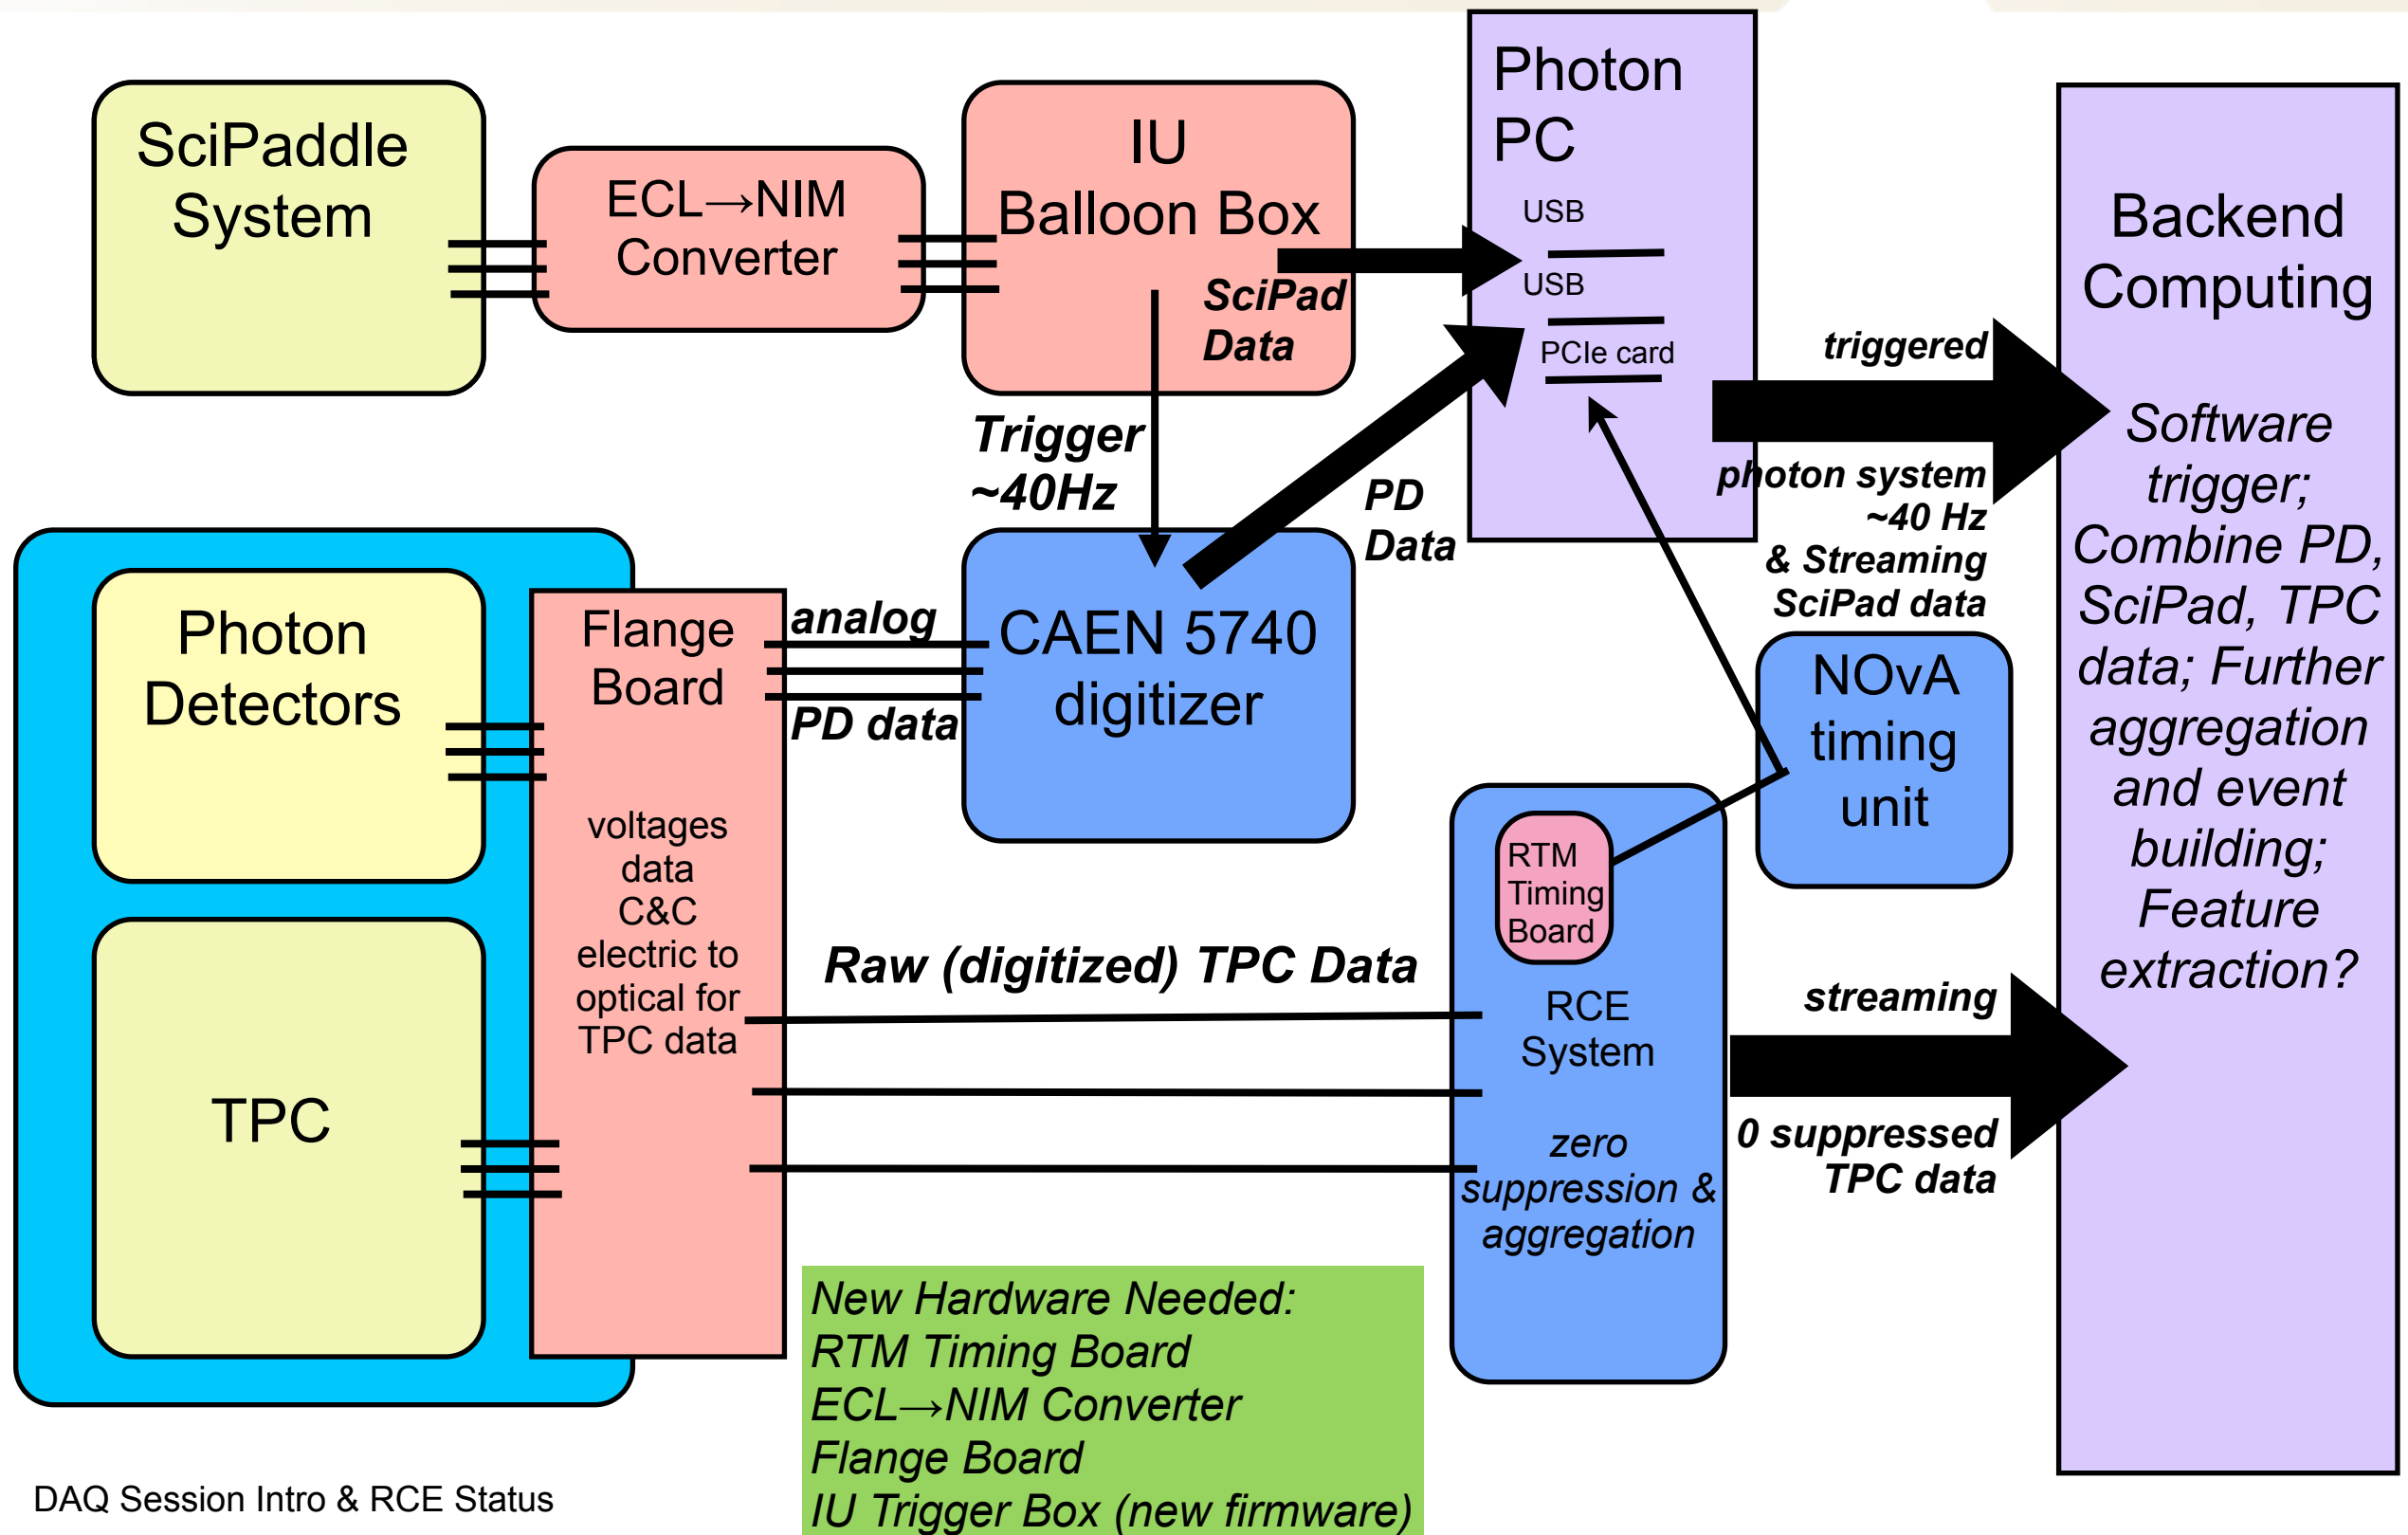 SciPaddle
System
ECL→NIM
Converter
IU
Balloon Box
SciPad
Data
Photon
PC
USB
USB
PCIe card
Trigger
~40Hz
PD
Data
triggered
photon system
~40 Hz
& Streaming
SciPad data
Backend
Computing
Software
trigger;
Combine PD,
SciPad, TPC
data; Further
aggregation
and event
building;
Feature
extraction?
Photon
Detectors
Flange
Board
voltages
data
C&C
electric to
optical for
TPC data
analog
PD data
CAEN 5740
digitizer
NOvA
timing
unit
RTM
Timing
Board
TPC
Raw (digitized) TPC Data
RCE
System
zero
suppression &
aggregation
streaming
0 suppressed
TPC data
New Hardware Needed:
RTM Timing Board
ECL→NIM Converter
Flange Board
IU Trigger Box (new firmware)
DAQ Session Intro & RCE Status